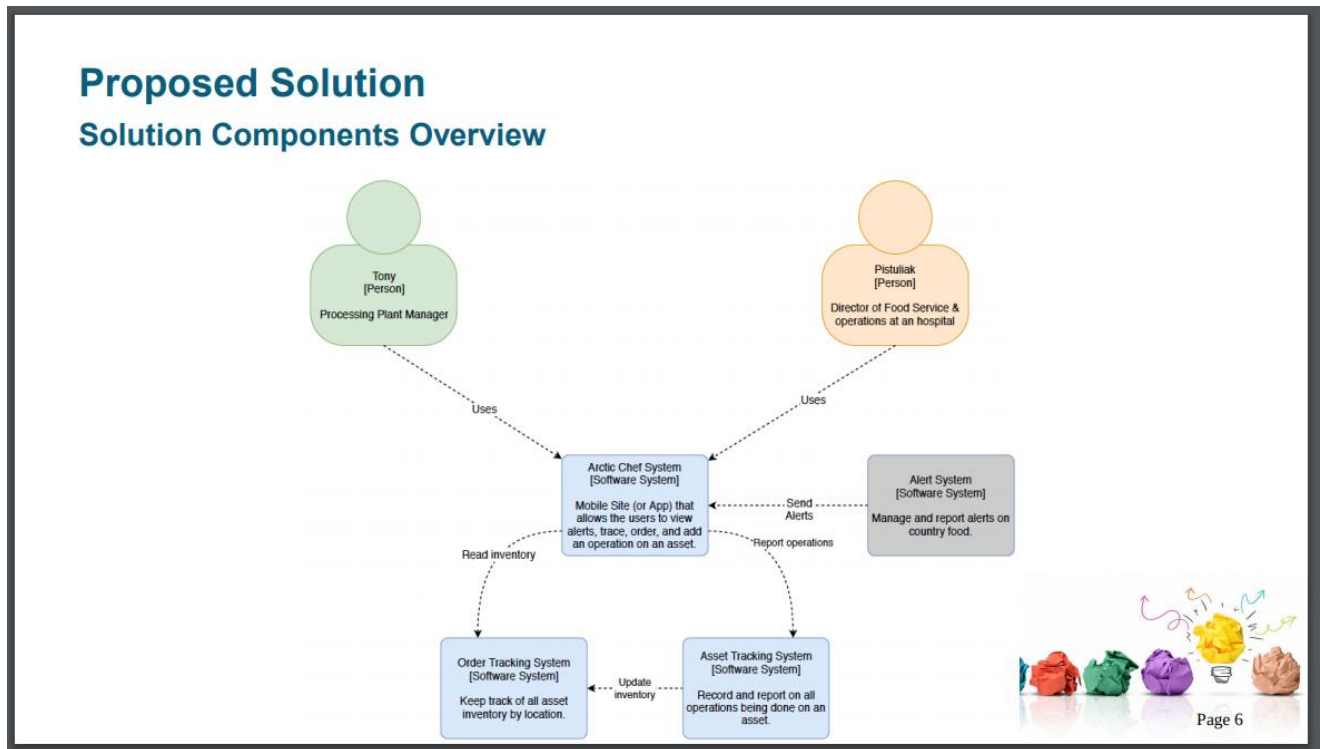 Proposed Solution
Solution Components Overview
Tony
[Person]
Processing Plant Manager
Pistuliak
[Person]
Director of Food Service &
operations at an hospital
Uses
Uses
Arctic Chef System
[Software System]
Mobile Site (or App) that
allows the users to view
alerts, trace, order, and add
an operation on an asset.
Send
Alerts
Alert System
[Software System]
Manage and report alerts on
country food.
Read inventory
Report operations
Order Tracking System
[Software System]
Keep track of all asset
inventory by location.
Update
inventory
Asset Tracking System
[Software System]
Record and report on all
operations being done on an
asset.
Page 6